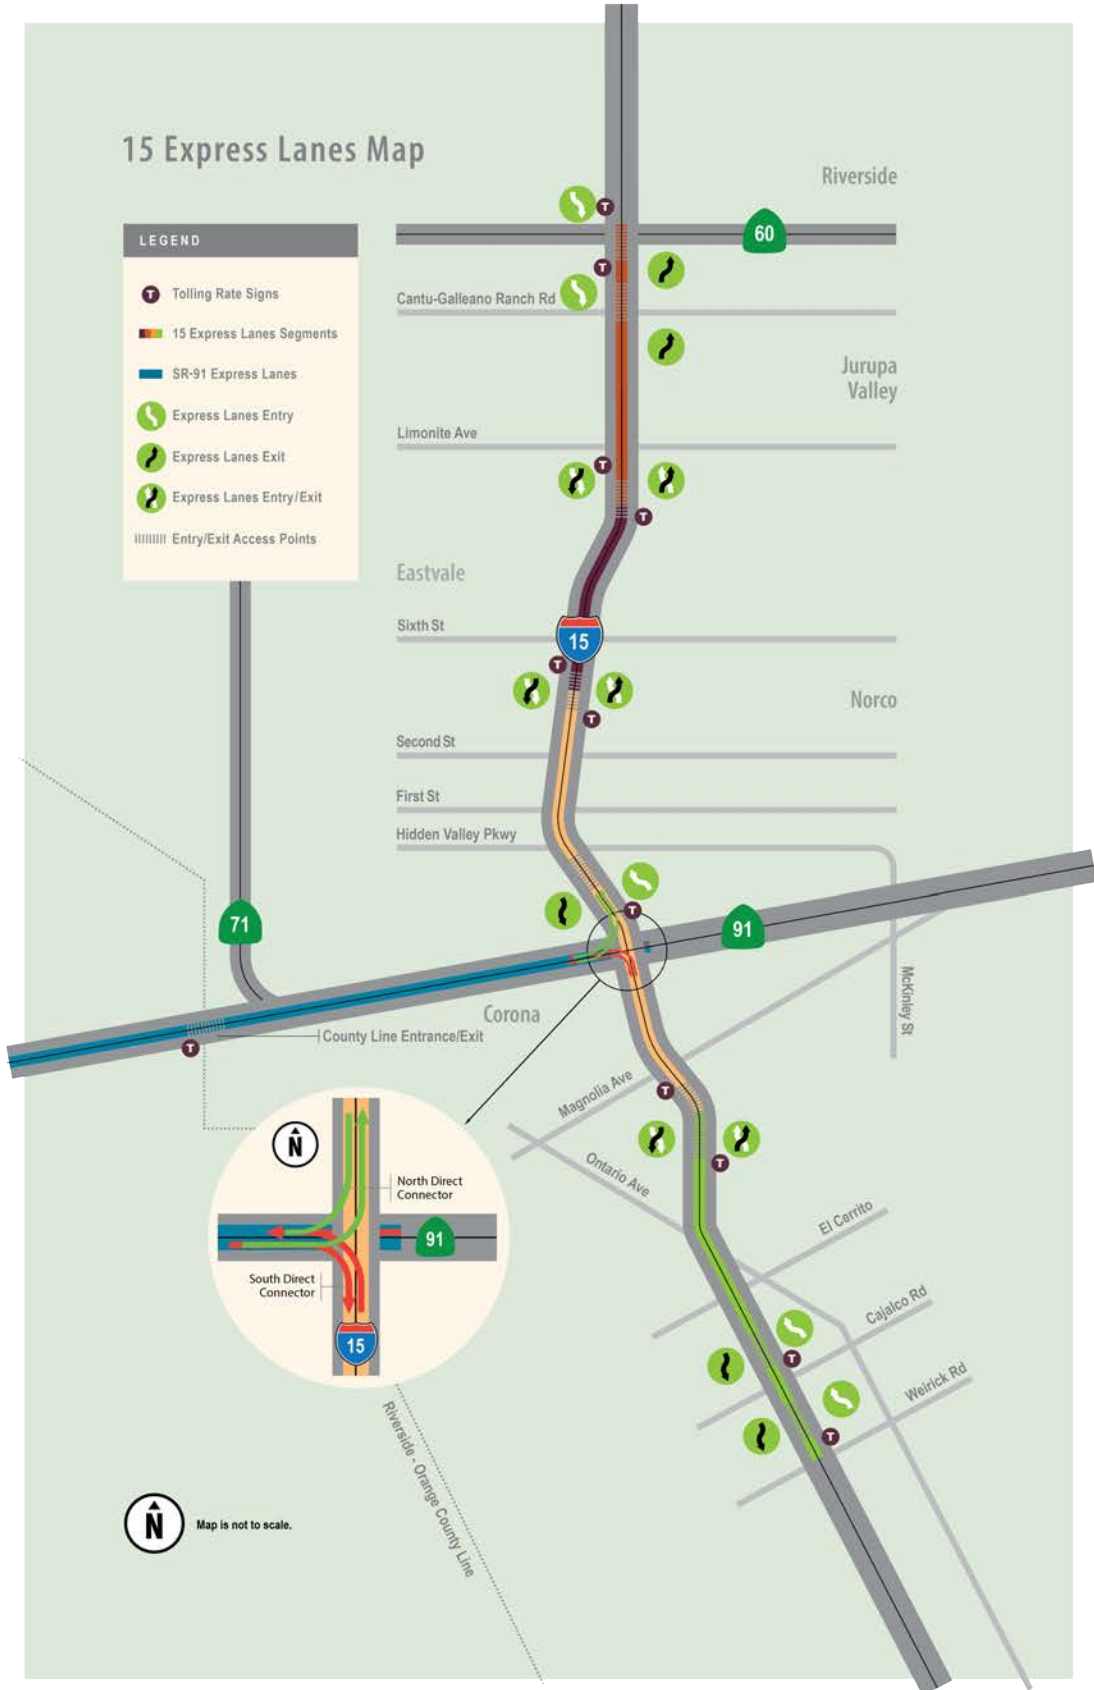 15 Express Lanes Map
LEGEND
T Tolling Rate Signs
15 Express Lanes Segments
SR-91 Express Lanes
Express Lanes Entry
Express Lanes Exit
Express Lanes Entry/Exit
Entry/Exit Access Points
Riverside
T
60
T
Cantu-Galleano Ranch Rd
Jurupa
Valley
Limonite Ave
T
T
Eastvale
Sixth St
15
T
Norco
T
Second St
First St
Hidden Valley Pkwy
T
71
91
McKinley St
Corona
County Line Entrance/Exit
T
Magnolia Ave
T
Ontario Ave
T
El Cerrito
Cajalco Rd
T
Weirick Rd
T
N
North Direct
Connector
91
South Direct
Connector
15
Riverside - Orange County Line
N
Map is not to scale.